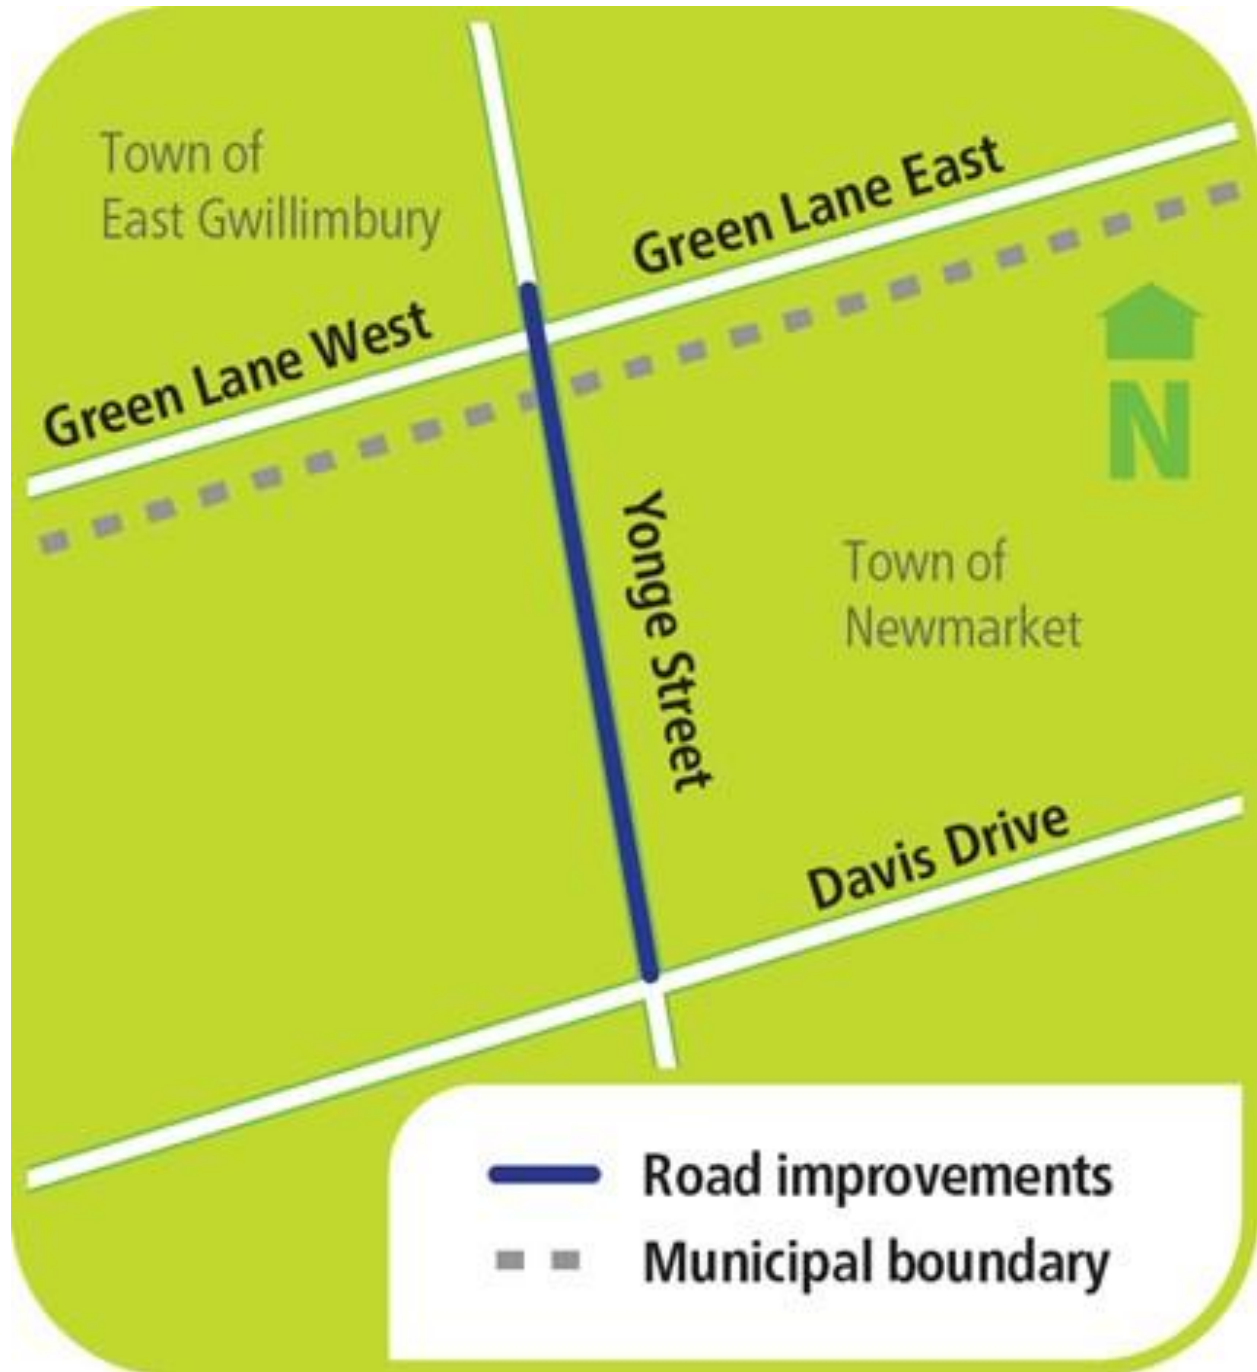 Town of
East Gwillimbury
Green Lane East
Green Lane West
N
Yonge Street
Town of
Newmarket
Davis Drive
Road improvements
Municipal boundary